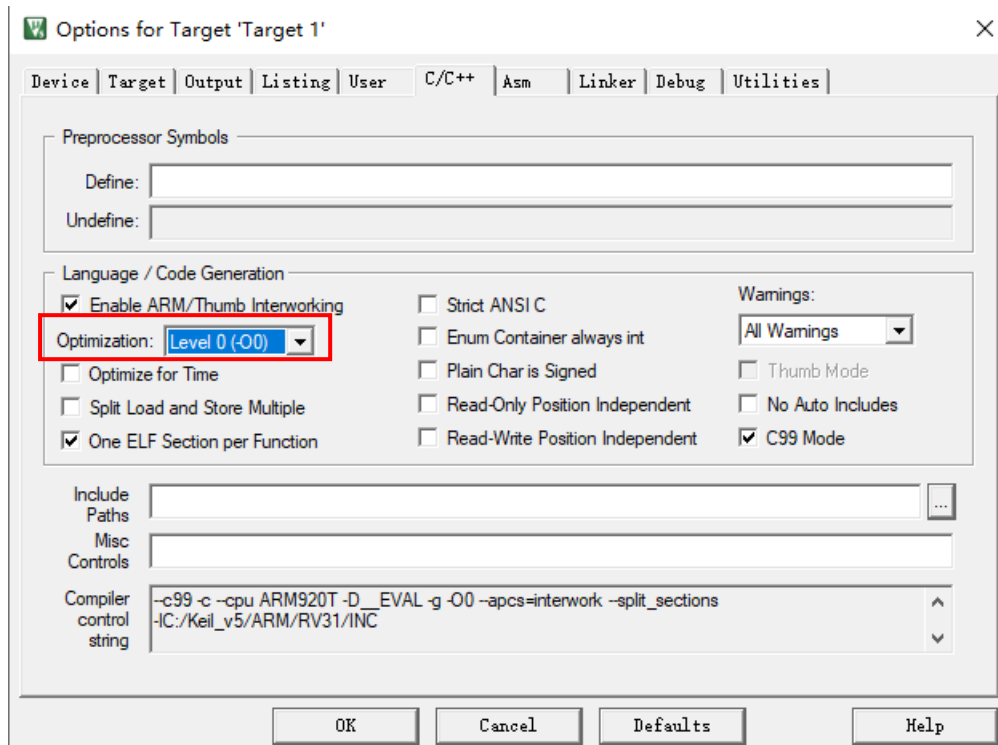 Options for Target 'Target 1'
Device Target Output Listing User C/C++ Asm Linker Debug Utilities
Preprocessor Symbols
Define:
Undefine:
Language / Code Generation
Enable ARM/Thumb Interworking
Optimization: Level 0 (-O0)
Optimize for Time
Split Load and Store Multiple
One ELF Section per Function
Strict ANSI C
Enum Container always int
Plain Char is Signed
Read-Only Position Independent
Read-Write Position Independent
Warnings:
All Warnings
Thumb Mode
No Auto Includes
C99 Mode
Include
Paths
...
Misc
Controls
Compiler
control
string
--c99 -c --cpu ARM920T -D__EVAL -g -O0 --apcs=interwork --split_sections
-IC:/Keil_v5/ARM/RV31/INC
OK Cancel Defaults Help